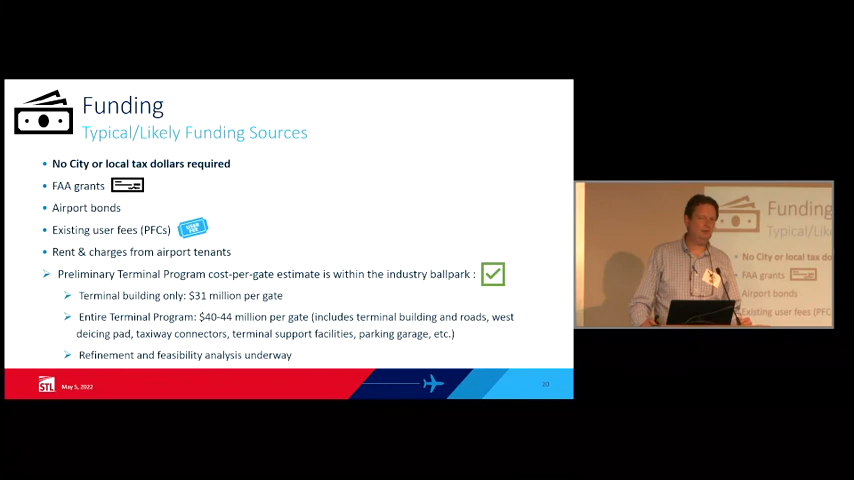 Funding
Typical/Likely Funding Sources
• No City or local tax dollars required
• FAA grants
• Airport bonds
• Existing user fees (PFCs)
USER FEE
• Rent & charges from airport tenants
➤ Preliminary Terminal Program cost-per-gate estimate is within the industry ballpark :
➤ Terminal building only: $31 million per gate
➤ Entire Terminal Program: $40-44 million per gate (includes terminal building and roads, west
deicing pad, taxiway connectors, terminal support facilities, parking garage, etc.)
➤ Refinement and feasibility analysis underway
STL
May 5, 2022
20
Funding
Typical/Lik
No City or local tax do
FAA grants
Airport bonds
Existing user fees (PFC